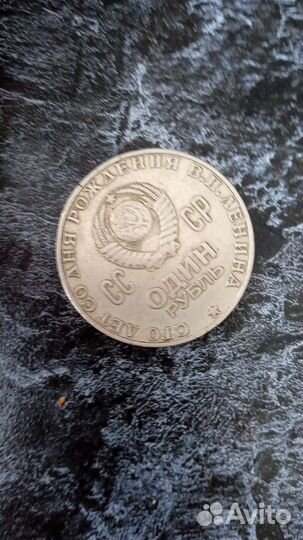 СТО ЛЕТ СО ДНЯ РОЖДЕНИЯ В.И.ЛЕНИНА
СС СР
ОДИН
РУБЛЬ
Avito